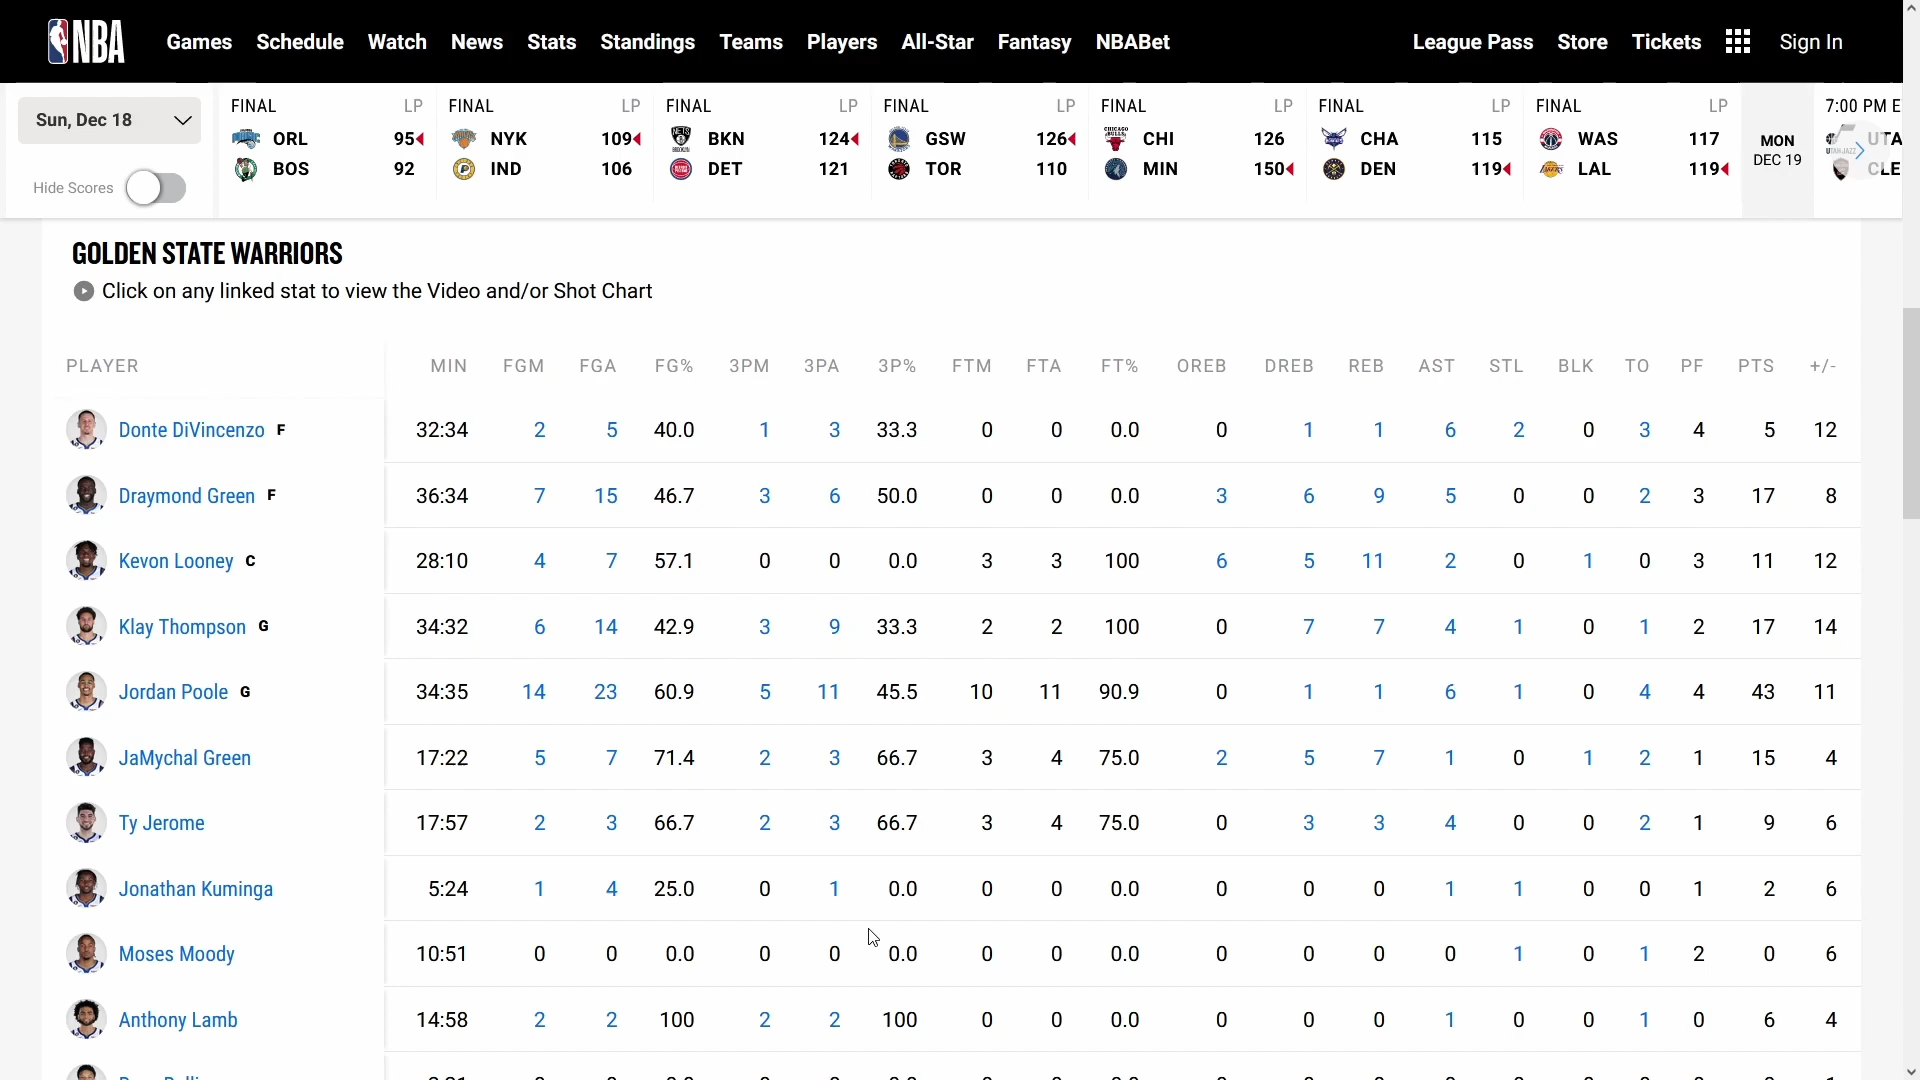 NBA Games Schedule Watch News Stats Standings Teams Players All-Star Fantasy NBABet League Pass Store Tickets Sign In
Sun, Dec 18
Hide Scores
FINAL LP
ORL 95
BOS 92
FINAL LP
NYK 109
IND 106
FINAL LP
BKN 124
DET 121
FINAL LP
GSW 126
TOR 110
FINAL LP
CHI 126
MIN 150
FINAL LP
CHA 115
DEN 119
FINAL LP
WAS 117
LAL 119
MON
DEC 19
7:00 PM E
UTA
CLE
GOLDEN STATE WARRIORS
Click on any linked stat to view the Video and/or Shot Chart
PLAYER MIN FGM FGA FG% 3PM 3PA 3P% FTM FTA FT% OREB DREB REB AST STL BLK TO PF PTS +/-
Donte DiVincenzo F 32:34 2 5 40.0 1 3 33.3 0 0 0.0 0 1 1 6 2 0 3 4 5 12
Draymond Green F 36:34 7 15 46.7 3 6 50.0 0 0 0.0 3 6 9 5 0 0 2 3 17 8
Kevon Looney C 28:10 4 7 57.1 0 0 0.0 3 3 100 6 5 11 2 0 1 0 3 11 12
Klay Thompson G 34:32 6 14 42.9 3 9 33.3 2 2 100 0 7 7 4 1 0 1 2 17 14
Jordan Poole G 34:35 14 23 60.9 5 11 45.5 10 11 90.9 0 1 1 6 1 0 4 4 43 11
JaMychal Green 17:22 5 7 71.4 2 3 66.7 3 4 75.0 2 5 7 1 0 1 2 1 15 4
Ty Jerome 17:57 2 3 66.7 2 3 66.7 3 4 75.0 0 3 3 4 0 0 2 1 9 6
Jonathan Kuminga 5:24 1 4 25.0 0 1 0.0 0 0 0.0 0 0 0 1 1 0 0 1 2 6
Moses Moody 10:51 0 0 0.0 0 0 0.0 0 0 0.0 0 0 0 0 1 0 1 2 0 6
Anthony Lamb 14:58 2 2 100 2 2 100 0 0 0.0 0 0 0 1 0 0 1 0 6 4